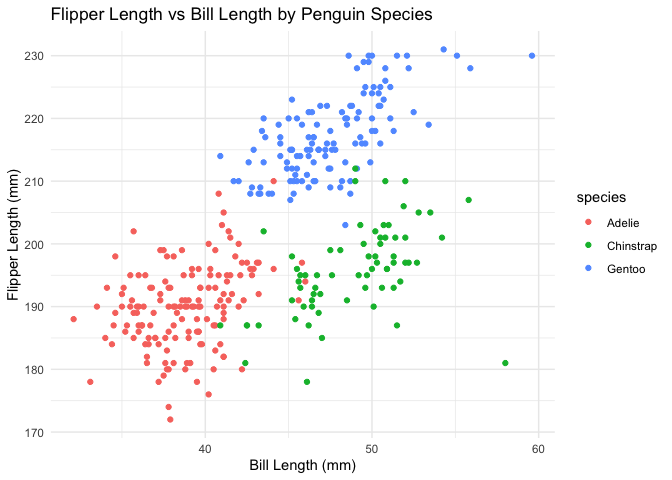 Flipper Length vs Bill Length by Penguin Species
Flipper Length (mm)
230
220
210
200
190
180
170
40
50
60
Bill Length (mm)
species
Adelie
Chinstrap
Gentoo